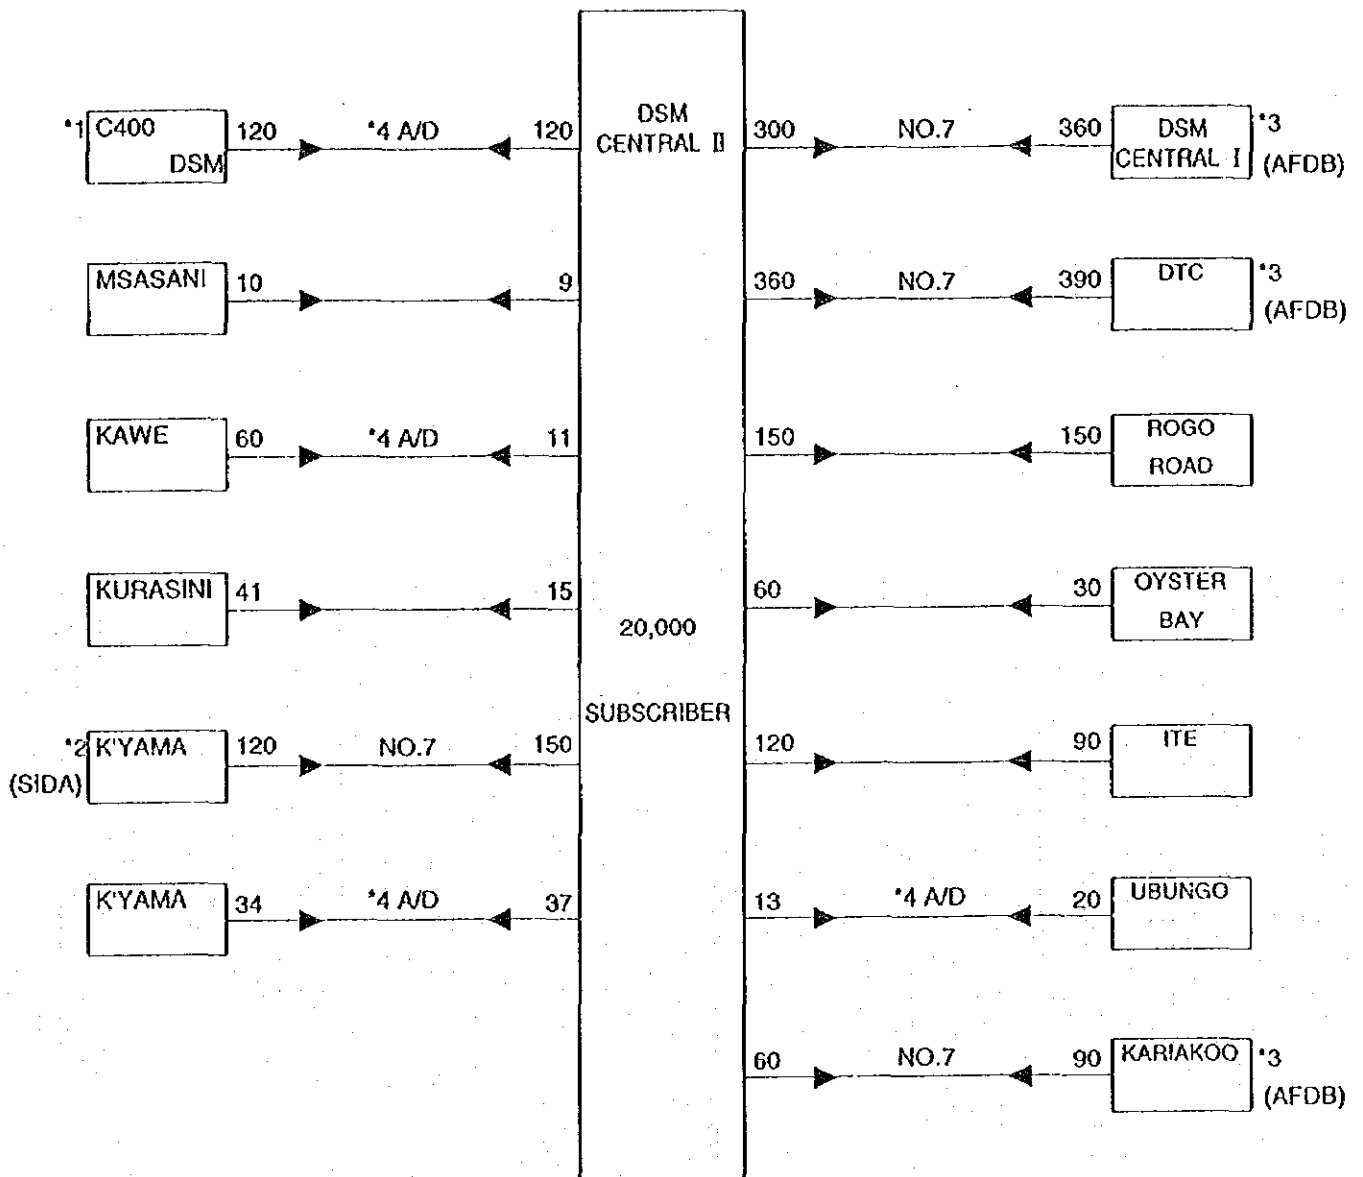 DSM
CENTRAL II
20,000
SUBSCRIBER
*1 C400
DSM
120 *4 A/D 120
MSASANI
10 9
KAWE
60 *4 A/D 11
KURASINI
41 15
*2 K'YAMA
(SIDA)
120 NO.7 150
K'YAMA
34 *4 A/D 37
300 NO.7 360
DSM
CENTRAL I
*3
(AFDB)
360 NO.7 390
DTC
*3
(AFDB)
150 150
ROGO
ROAD
60 30
OYSTER
BAY
120 90
ITE
13 *4 A/D 20
UBUNGO
60 NO.7 90
KARIAKOO
*3
(AFDB)